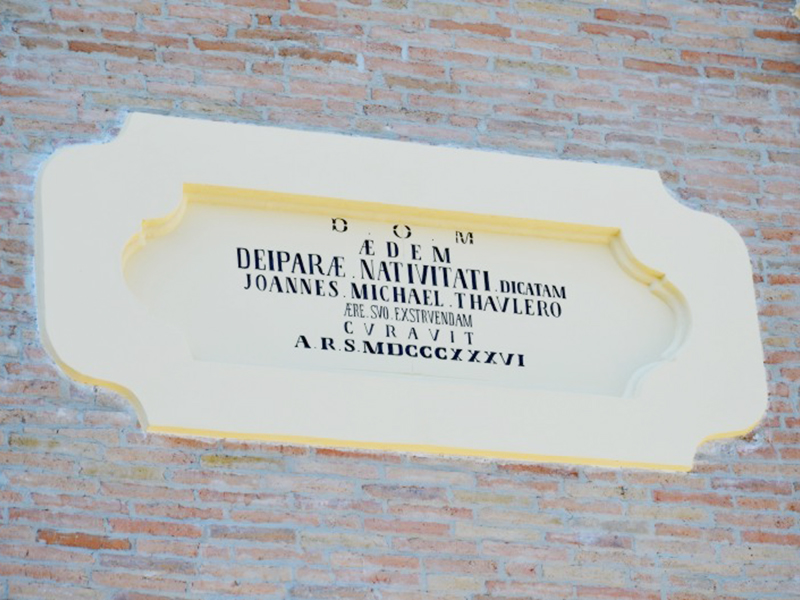 D . O . M
ÆDEM
DEIPARÆ . NATIVITATI . DICATAM
JOANNES . MICHAEL . THAVLERO
ÆRE . SVO . EXSTRVENDAM
CVRAVIT
A . R . S . MDCCCXXXVI